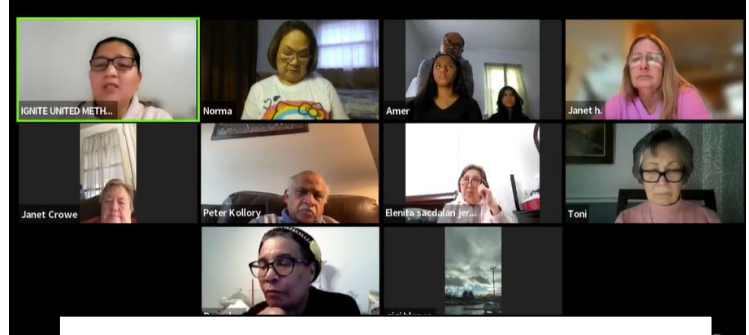 IGNITE UNITED METH...
Norma
Amer
Janet h.
Janet Crowe
Peter Kollory
Elenita sacdalan jer...
Toni